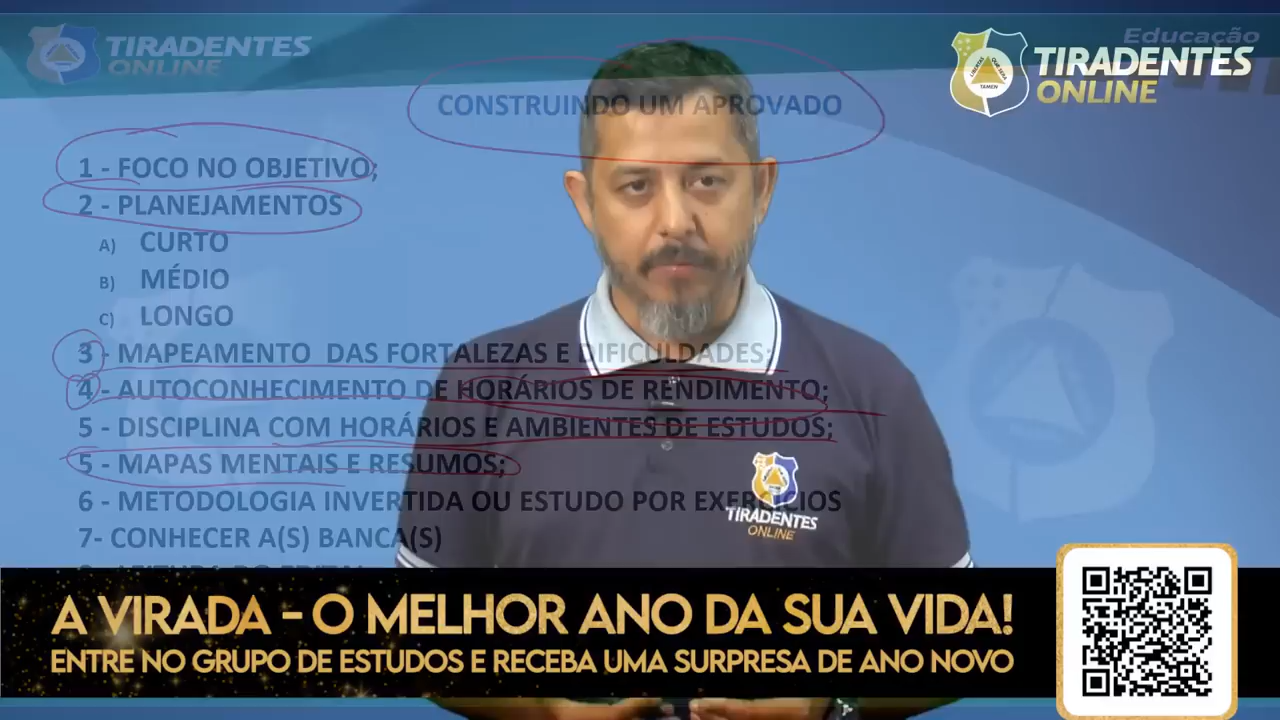 TIRADENTES
ONLINE
Educação
TIRADENTES
ONLINE
CONSTRUINDO UM APROVADO
1 - FOCO NO OBJETIVO;
2 - PLANEJAMENTOS
A) CURTO
B) MÉDIO
C) LONGO
3 - MAPEAMENTO DAS FORTALEZAS E DIFICULDADES;
4 - AUTOCONHECIMENTO DE HORÁRIOS DE RENDIMENTO;
5 - DISCIPLINA COM HORÁRIOS E AMBIENTES DE ESTUDOS;
5 - MAPAS MENTAIS E RESUMOS;
6 - METODOLOGIA INVERTIDA OU ESTUDO POR EXERCÍCIOS
7- CONHECER A(S) BANCA(S)
TIRADENTES
ONLINE
A VIRADA - O MELHOR ANO DA SUA VIDA!
ENTRE NO GRUPO DE ESTUDOS E RECEBA UMA SURPRESA DE ANO NOVO